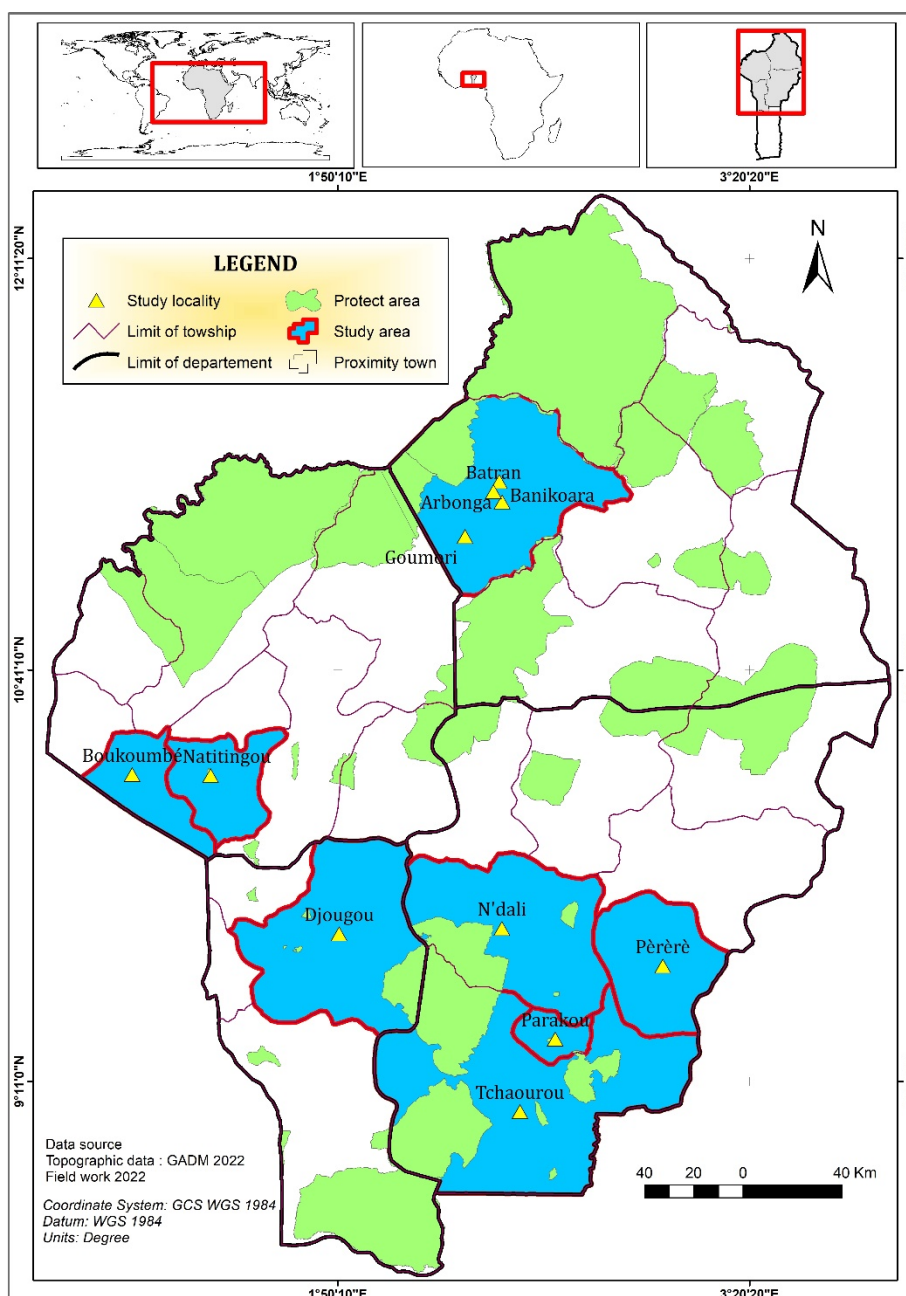 1°50'10"E
3°20'20"E
12°11'20"N
10°41'10"N
9°11'0"N
N
LEGEND
Study locality
Protect area
Limit of towship
Study area
Limit of departement
Proximity town
Batran
Arbonga
Banikoara
Goumori
Boukoumbé
Natitingou
Djougou
N'dali
Pèrèrè
Parakou
Tchaourou
Data source
Topographic data : GADM 2022
Field work 2022
Coordinate System: GCS WGS 1984
Datum: WGS 1984
Units: Degree
40 20 0 40 Km
1°50'10"E
3°20'20"E